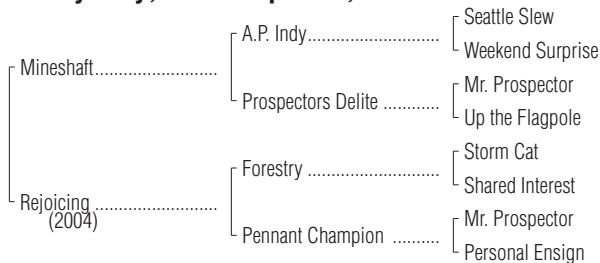 Seattle Slew
A.P. Indy
Weekend Surprise
Mineshaft
Mr. Prospector
Prospectors Delite
Up the Flagpole
Storm Cat
Forestry
Shared Interest
Rejoicing
(2004)
Mr. Prospector
Pennant Champion
Personal Ensign